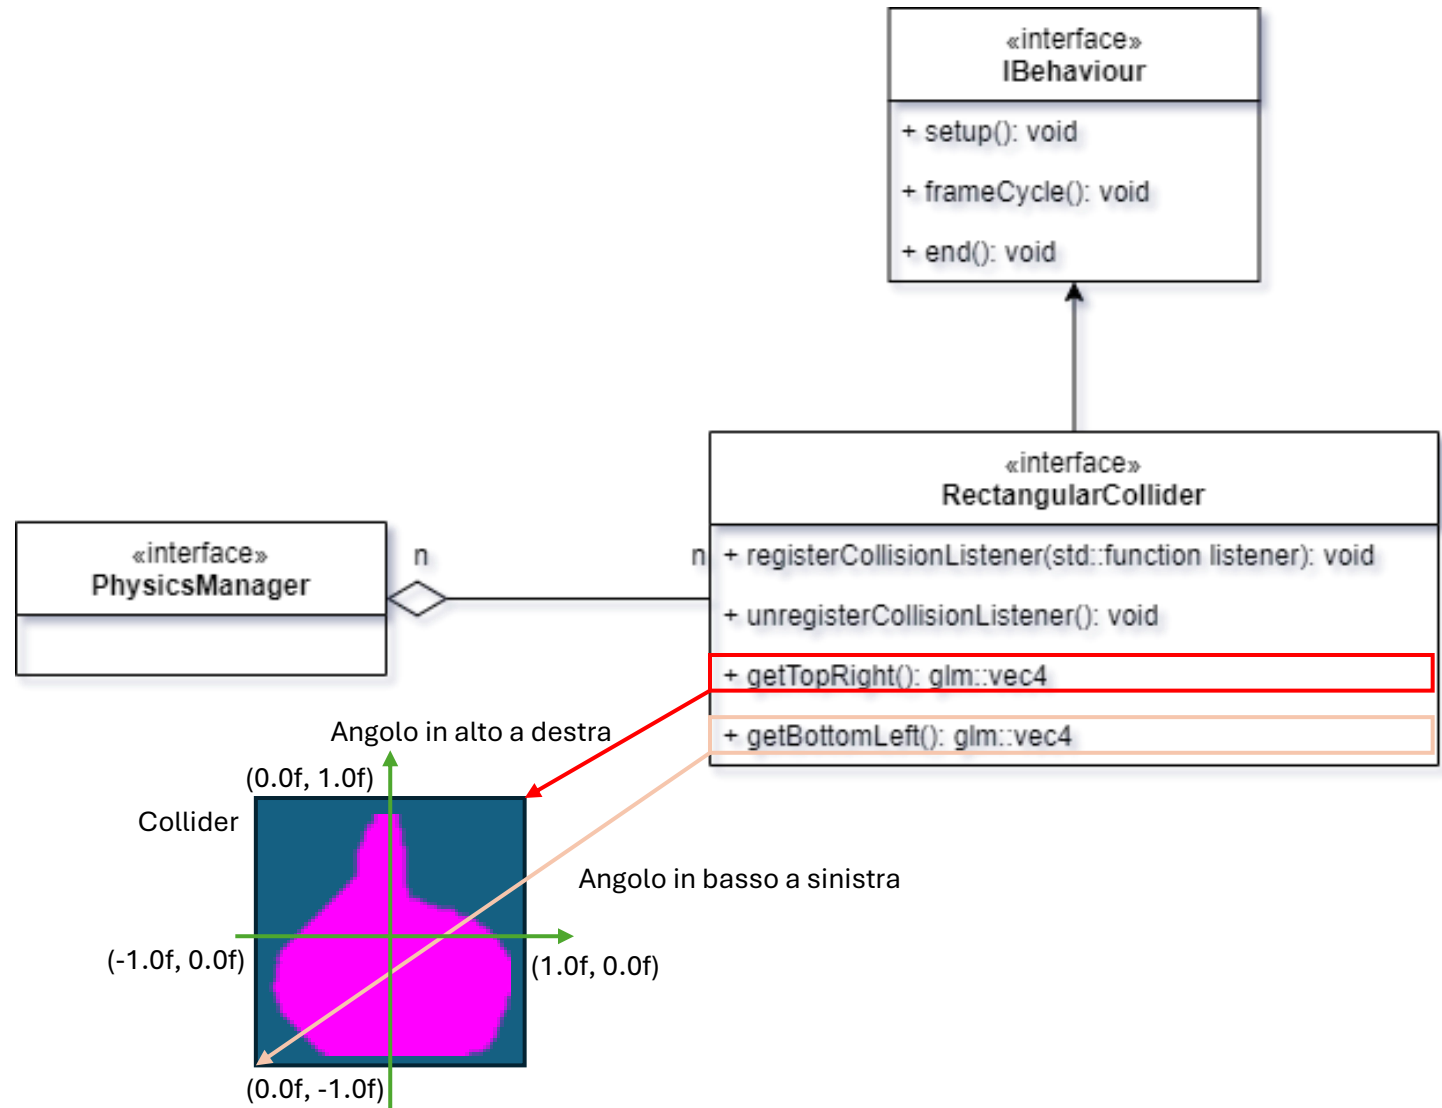 «interface»
IBehaviour
+ setup(): void
+ frameCycle(): void
+ end(): void
«interface»
RectangularCollider
+ registerCollisionListener(std::function listener): void
+ unregisterCollisionListener(): void
+ getTopRight(): glm::vec4
+ getBottomLeft(): glm::vec4
«interface»
PhysicsManager
n
n
Angolo in alto a destra
(0.0f, 1.0f)
Collider
Angolo in basso a sinistra
(-1.0f, 0.0f)
(1.0f, 0.0f)
(0.0f, -1.0f)